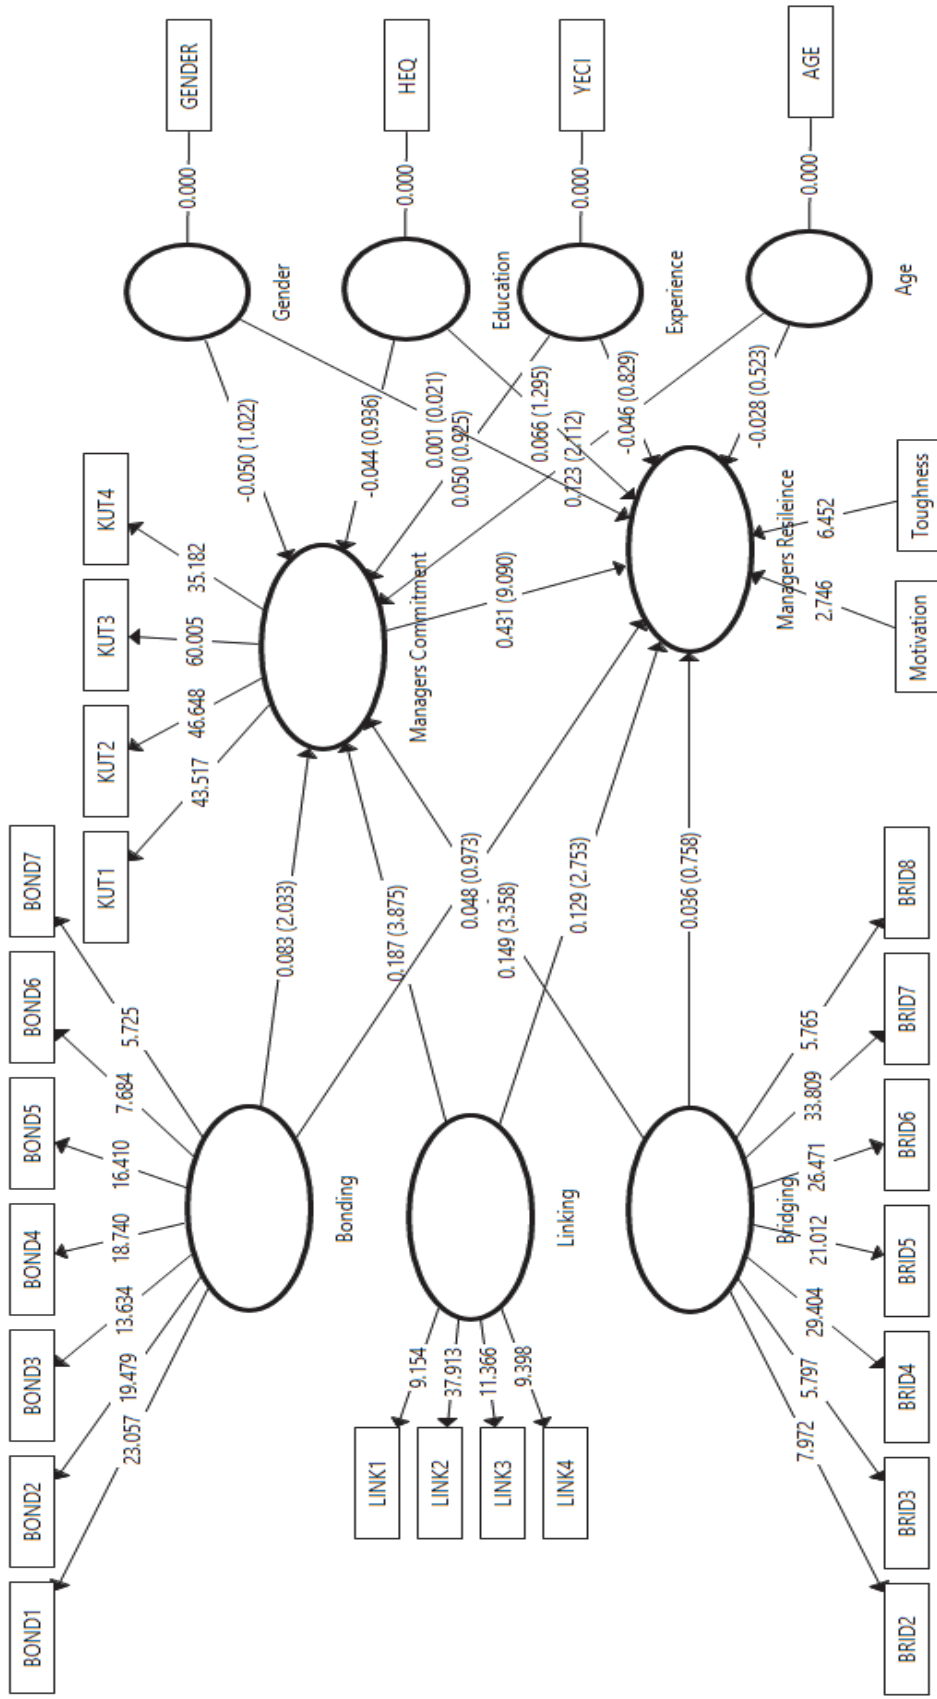 BOND1
BOND2
BOND3
BOND4
BOND5
BOND6
BOND7
23.057
19.479
13.634
18.740
16.410
7.684
5.725
KUT1
KUT2
KUT3
KUT4
43.517
46.648
60.005
35.182
GENDER
0.000
Gender
HEQ
0.000
Education
YECI
0.000
Experience
AGE
0.000
Age
-0.050 (1.022)
-0.044 (0.936)
0.001 (0.021)
0.050 (0.925)
0.066 (1.295)
0.123 (2.112)
-0.046 (0.829)
-0.028 (0.523)
Bonding
0.083 (2.033)
Managers Commitment
0.187 (3.875)
0.048 (0.973)
0.149 (3.358)
0.431 (9.090)
LINK1
LINK2
LINK3
LINK4
9.154
37.913
11.366
9.398
Linking
0.129 (2.753)
0.036 (0.758)
Managers Resileince
2.746
6.452
Motivation
Toughness
Bridging
7.972
5.797
29.404
21.012
26.471
33.809
5.765
BRID2
BRID3
BRID4
BRID5
BRID6
BRID7
BRID8